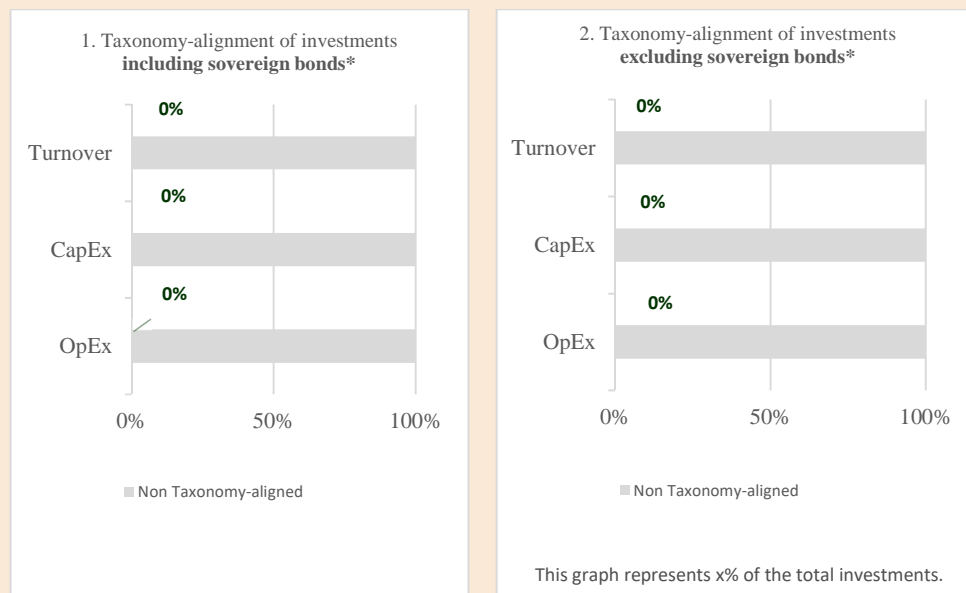 1. Taxonomy-alignment of investments
including sovereign bonds*
0%
Turnover
0%
CapEx
0%
OpEx
0%
50%
100%
Non Taxonomy-aligned
2. Taxonomy-alignment of investments
excluding sovereign bonds*
0%
Turnover
0%
CapEx
0%
OpEx
0%
50%
100%
Non Taxonomy-aligned
This graph represents x% of the total investments.